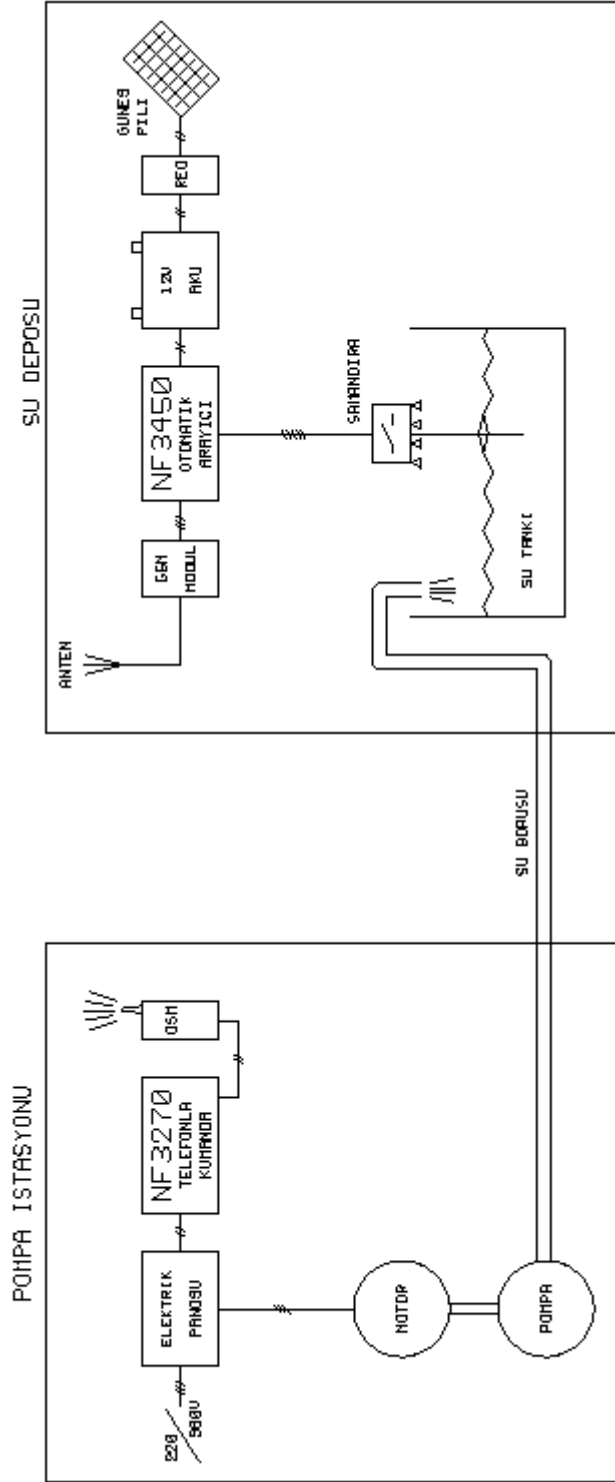 POMPA ISTASYONU
220
380V
ELEKTRIK
PANOSU
NF3270
TELEFONLA
KUMANDA
GSM
MOTOR
POMPA
SU BORUSU
SU DEPOSU
ANTEN
GSM
MODUL
NF3450
OTOMATIK
ARAYICI
12V
AKU
REG
GUNES
PILI
SAMANDIRA
SU TANKI